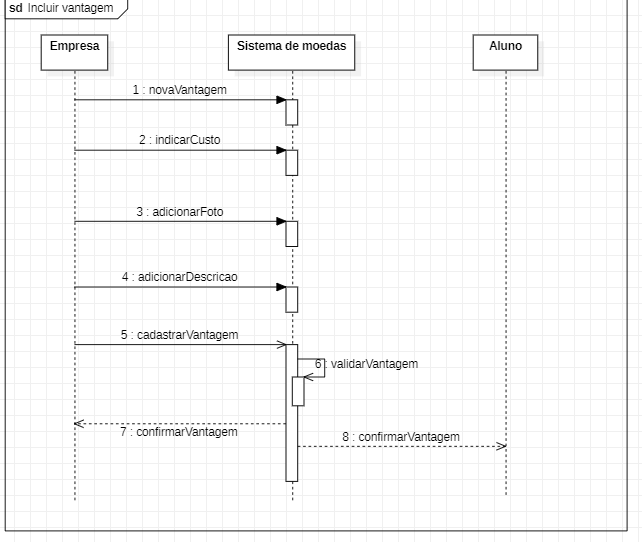 sd Incluir vantagem
Empresa
Sistema de moedas
Aluno
1 : novaVantagem
2 : indicarCusto
3 : adicionarFoto
4 : adicionarDescricao
5 : cadastrarVantagem
6 : validarVantagem
7 : confirmarVantagem
8 : confirmarVantagem